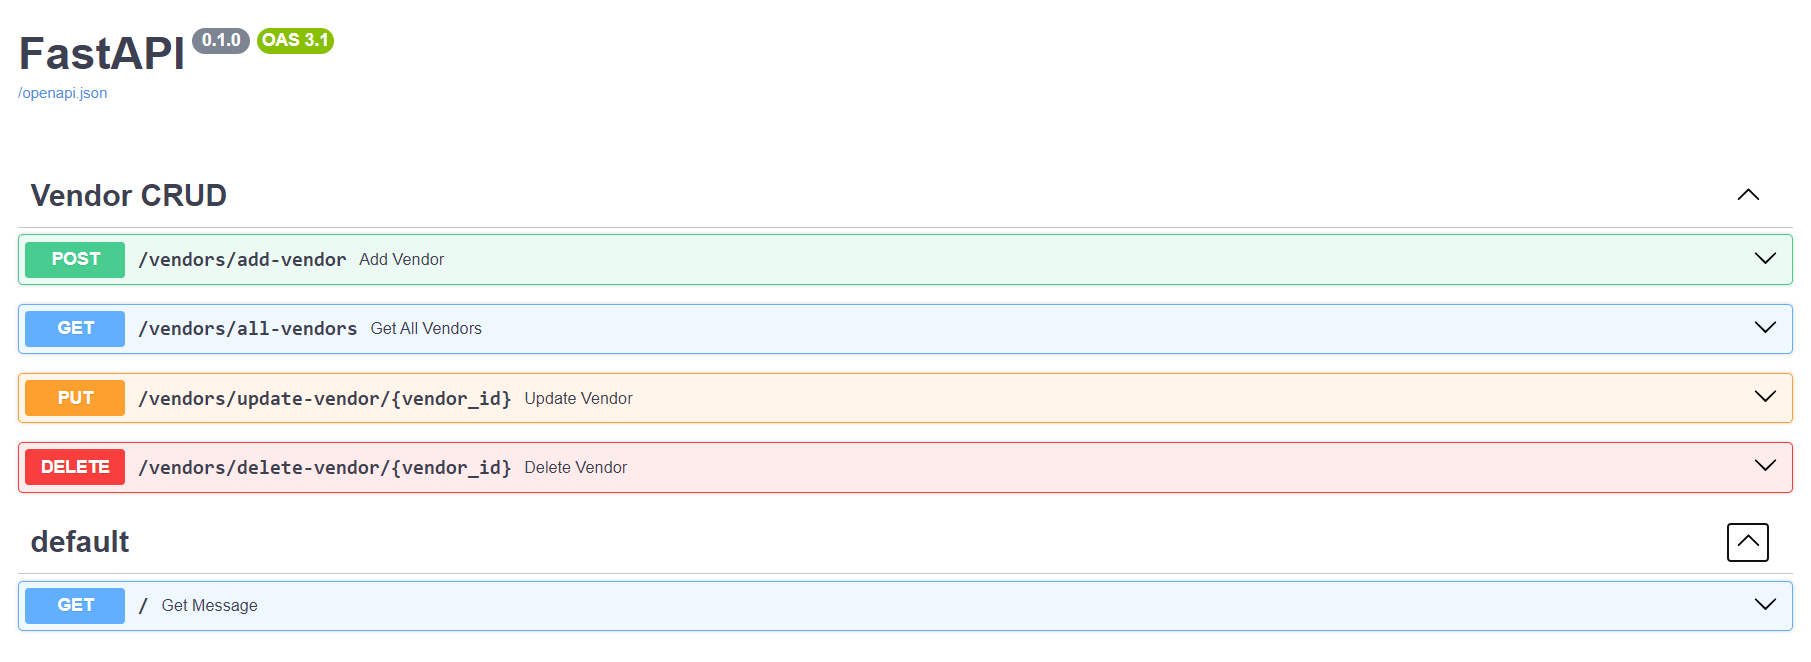 FastAPI 0.1.0 OAS 3.1
/openapi.json
Vendor CRUD
POST /vendors/add-vendor Add Vendor
GET /vendors/all-vendors Get All Vendors
PUT /vendors/update-vendor/{vendor_id} Update Vendor
DELETE /vendors/delete-vendor/{vendor_id} Delete Vendor
default
GET / Get Message